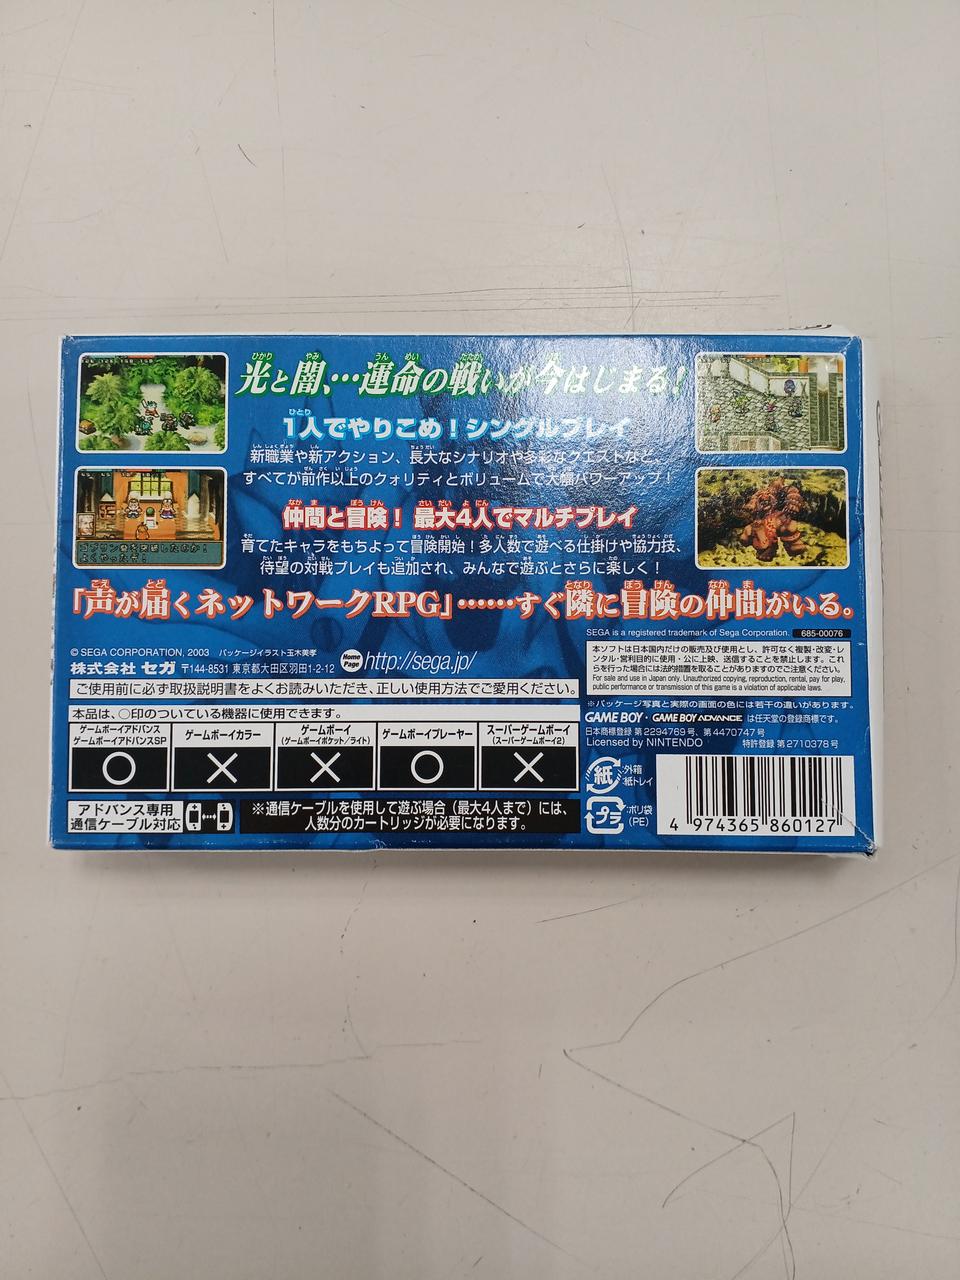 光と闇、…運命の戦いが今はじまる！
1人でやりこめ！シングルプレイ
新職業や新アクション、長大なシナリオや多彩なクエストなど、
すべてが前作以上のクォリティとボリュームで大幅パワーアップ！
仲間と冒険！ 最大4人でマルチプレイ
育てたキャラをもちよって冒険開始！多人数で遊べる仕掛けや協力技、
待望の対戦プレイも追加され、みんなで遊ぶとさらに楽しく！
「声が届くネットワークRPG」……すぐ隣に冒険の仲間がいる。
SEGA is a registered trademark of Sega Corporation. 685-00076
© SEGA CORPORATION, 2003 パッケージイラスト玉木美孝
株式会社 セガ 〒144-8531 東京都大田区羽田1-2-12
Home Page http://sega.jp/
ご使用前に必ず取扱説明書をよくお読みいただき、正しい使用方法でご愛用ください。
本ソフトは日本国内だけの販売及び使用とし、許可なく複製・改変・レ
ンタル・営利目的に使用・公に上映、送信することを禁止します。これ
らを行った場合には法的措置を取ることがありますのでご注意ください。
For sale and use in Japan only. Unauthorized copying, reproduction, rental, pay for play,
public performance or transmission of this game is a violation of applicable laws.
※パッケージ写真と実際の画面の色には若干の違いがあります。
GAME BOY・GAME BOY ADVANCE は任天堂の登録商標です。
日本商標登録 第2294769号、第4470747号
Licensed by NINTENDO 特許登録 第2710378号
本品は、○印のついている機器に使用できます。
ゲームボーイアドバンス
ゲームボーイアドバンスSP
ゲームボーイカラー
ゲームボーイ
(ゲームボーイポケット/ライト)
ゲームボーイプレーヤー
スーパーゲームボーイ
(スーパーゲームボーイ2)
○ × × ○ ×
アドバンス専用
通信ケーブル対応
※通信ケーブルを使用して遊ぶ場合（最大4人まで）には、
人数分のカートリッジが必要になります。
紙 :外箱
紙トレイ
プラ :ポリ袋
(PE)
4 974365 860127